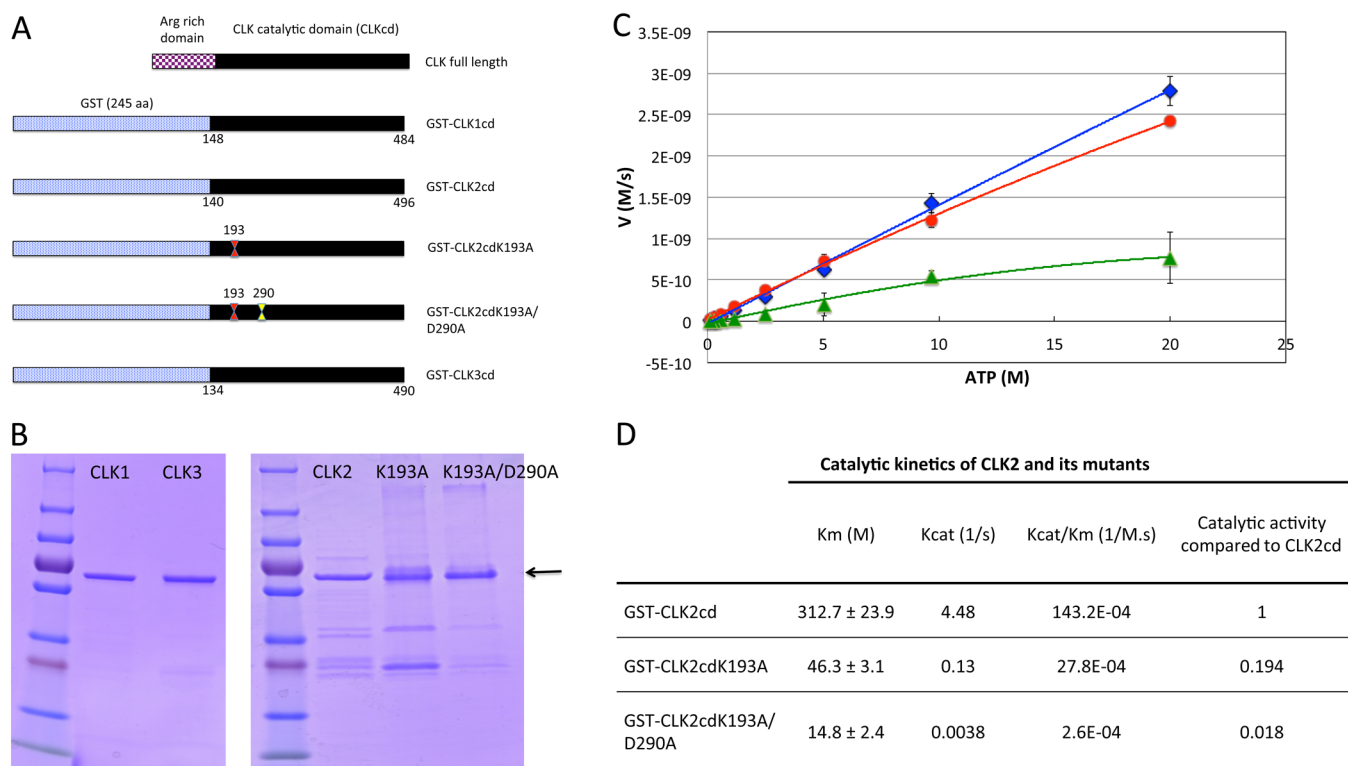 A
Arg rich
domain
CLK catalytic domain (CLKcd)
CLK full length
GST (245 aa)
GST-CLK1cd
148
484
GST-CLK2cd
140
496
193
GST-CLK2cdK193A
193
290
GST-CLK2cdK193A/
D290A
GST-CLK3cd
134
490
B
CLK1
CLK3
CLK2
K193A
K193A/D290A
C
3.5E-09
3E-09
2.5E-09
2E-09
1.5E-09
1E-09
5E-10
0
-5E-10
V (M/s)
0
5
10
15
20
25
ATP (M)
D
Catalytic kinetics of CLK2 and its mutants
Km (M)
Kcat (1/s)
Kcat/Km (1/M.s)
Catalytic activity
compared to CLK2cd
GST-CLK2cd
312.7 ± 23.9
4.48
143.2E-04
1
GST-CLK2cdK193A
46.3 ± 3.1
0.13
27.8E-04
0.194
GST-CLK2cdK193A/
D290A
14.8 ± 2.4
0.0038
2.6E-04
0.018